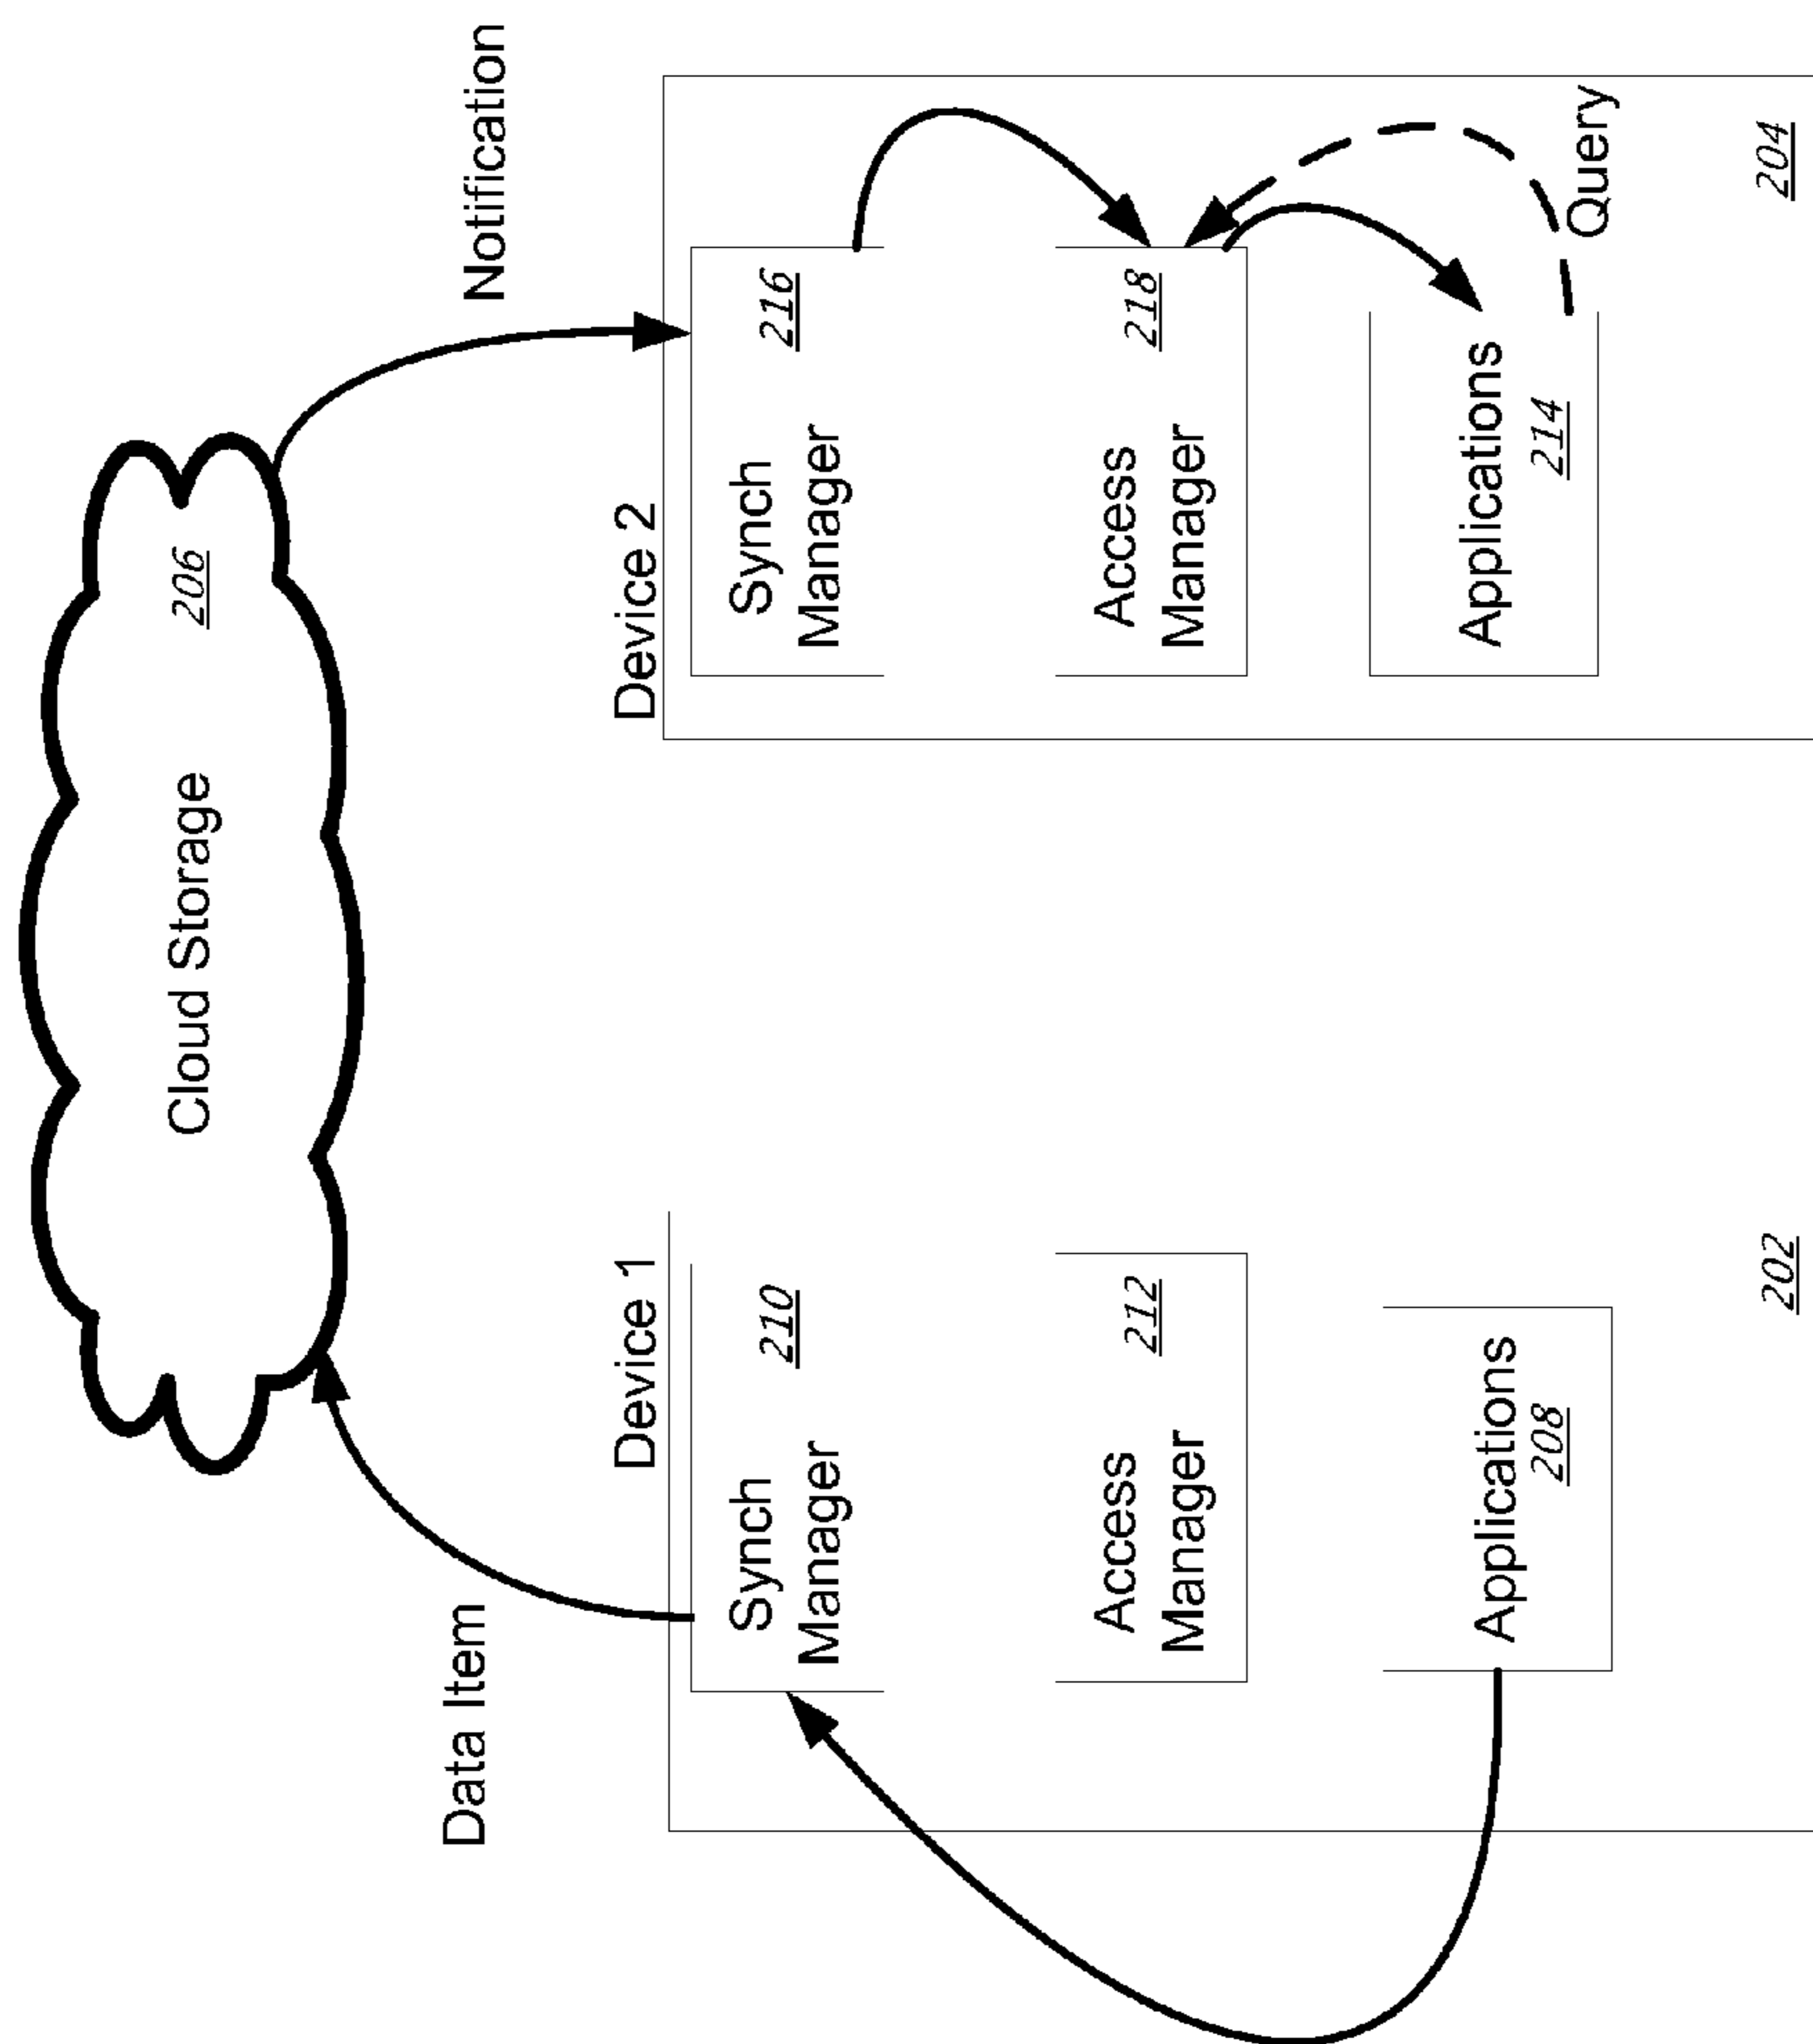 Cloud Storage
206
Data Item
Notification
Device 1
Synch
Manager
210
Access
Manager
212
Applications
208
202
Device 2
Synch
Manager
216
Access
Manager
218
Applications
214
Query
204